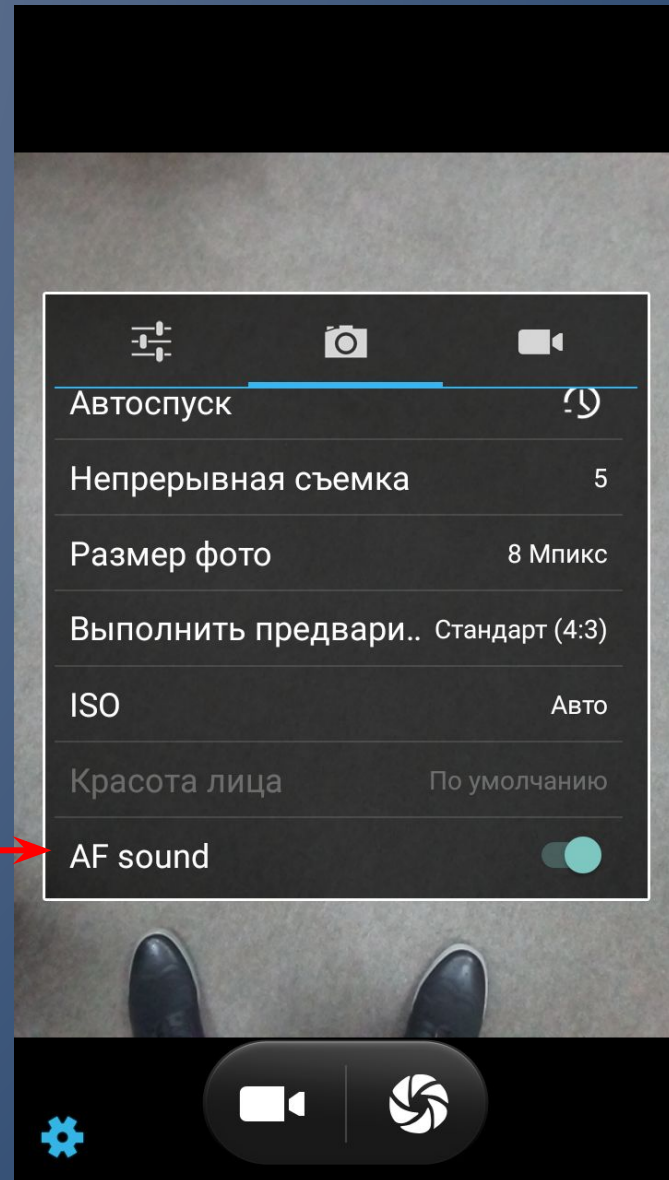 Автоспуск
Непрерывная съемка 5
Размер фото 8 Мпикс
Выполнить предвари.. Стандарт (4:3)
ISO Авто
Красота лица По умолчанию
AF sound